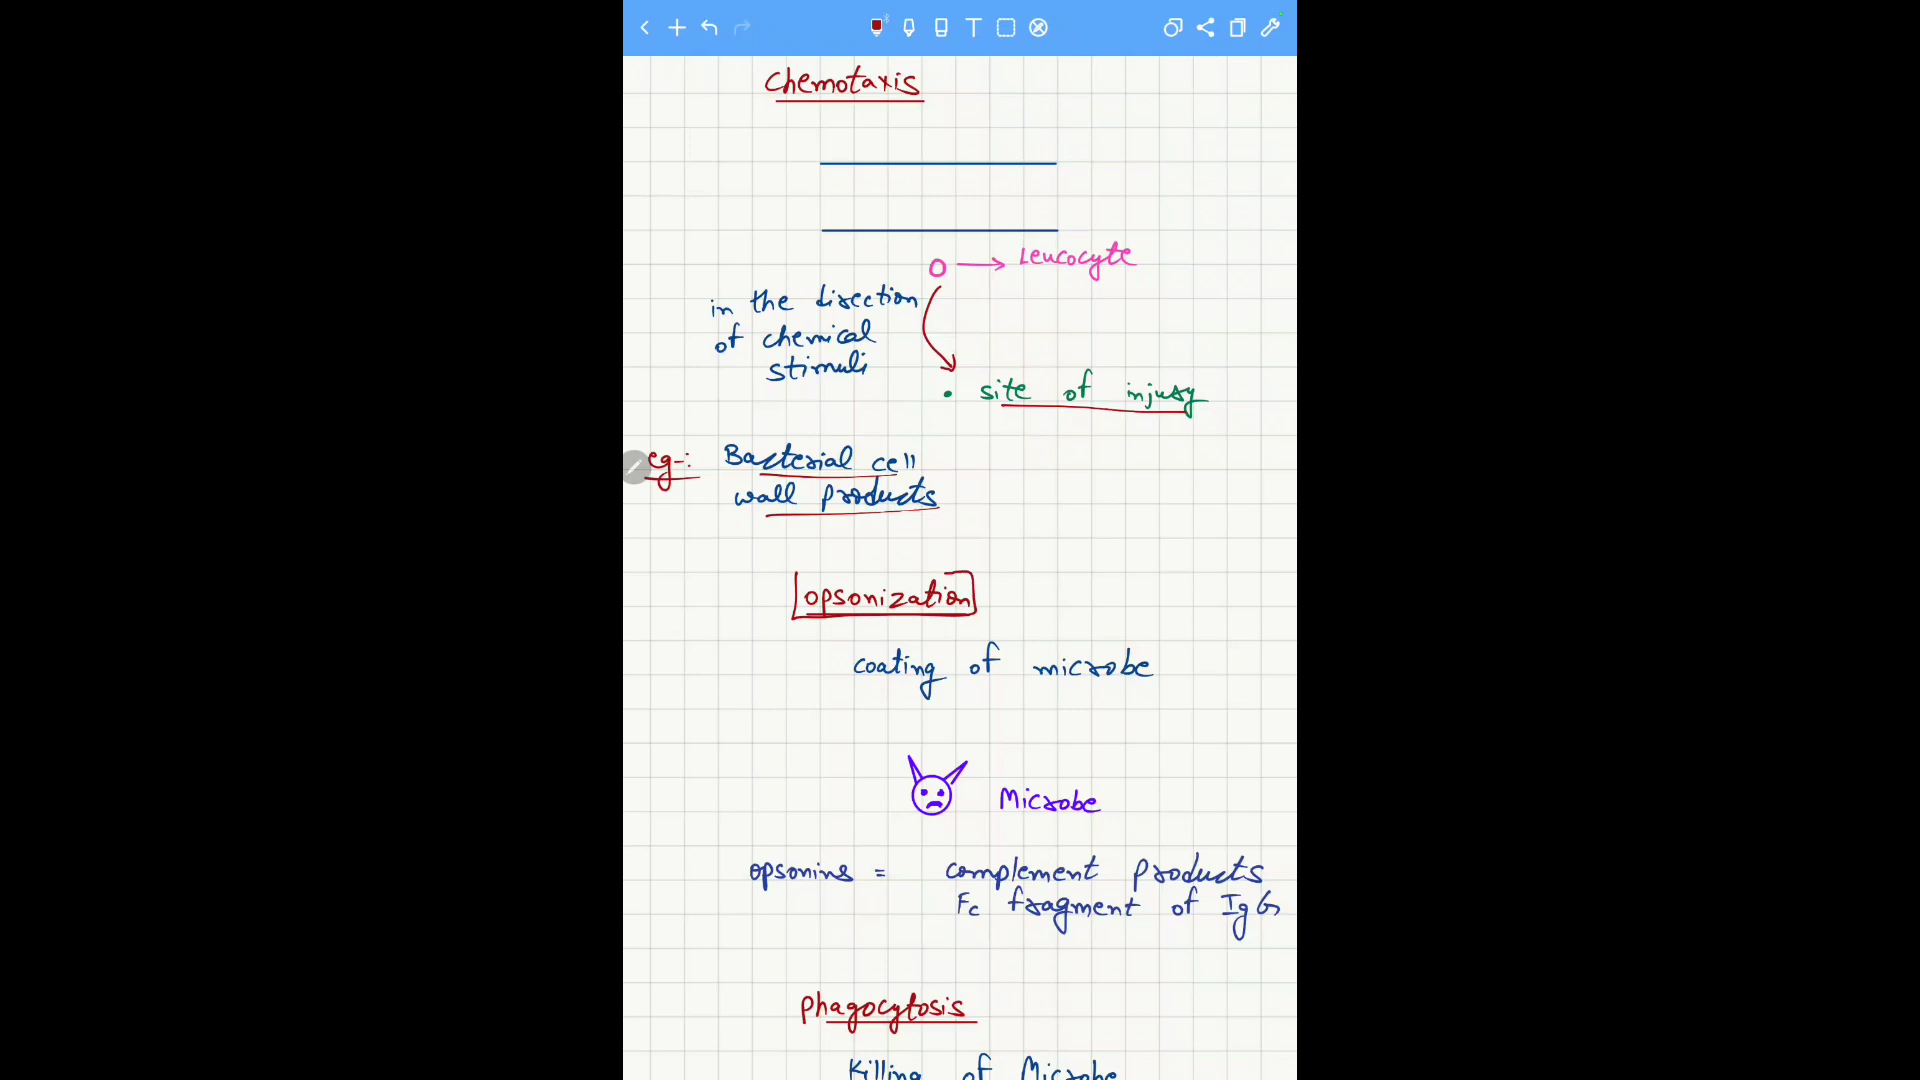 Chemotaxis
Leucocyte
in the direction
of chemical
stimuli
• site of injury
eg-: Bacterial cell
wall products
opsonization
coating of microbe
Microbe
opsonins = complement products
Fc fragment of IgG
Phagocytosis
Killing of Microbe